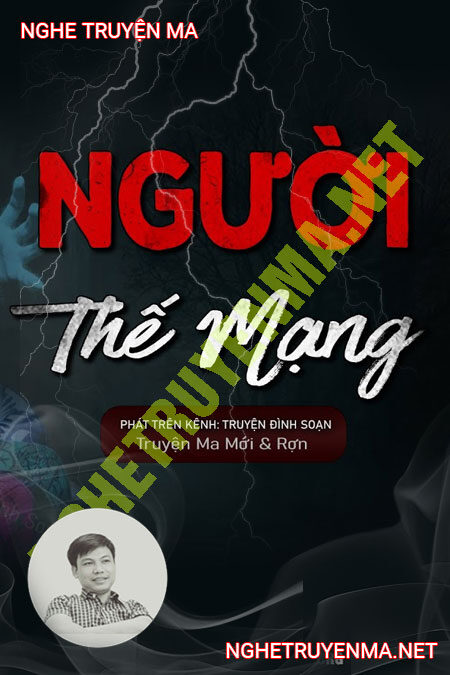 NGHE TRUYỆN MA
NGƯỜI
Thế Mạng
PHÁT TRÊN KÊNH: TRUYỆN ĐÌNH SOẠN
Truyện Ma Mới & Rợn
NGHETRUYENMA.NET
NGHETRUYENMA.NET